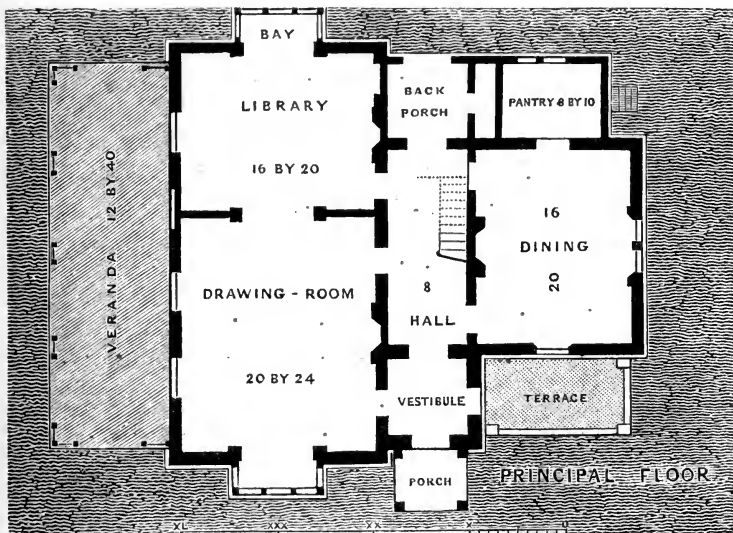 BAY
LIBRARY
16 BY 20
BACK
PORCH
PANTRY 8 BY 10
VERANDA 12 BY 40
DRAWING-ROOM
20 BY 24
8
HALL
16
DINING
20
VESTIBULE
TERRACE
PORCH
PRINCIPAL FLOOR
XL XXX XX X 0